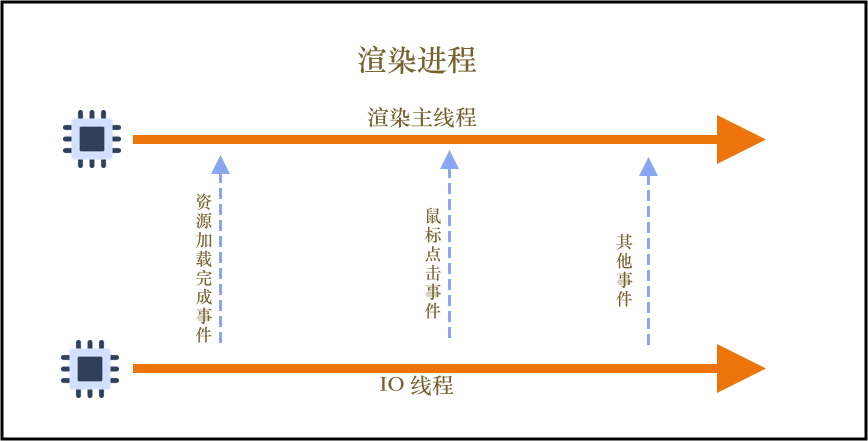 渲染进程
渲染主线程
资源加载完成事件
鼠标点击事件
其他事件
IO 线程